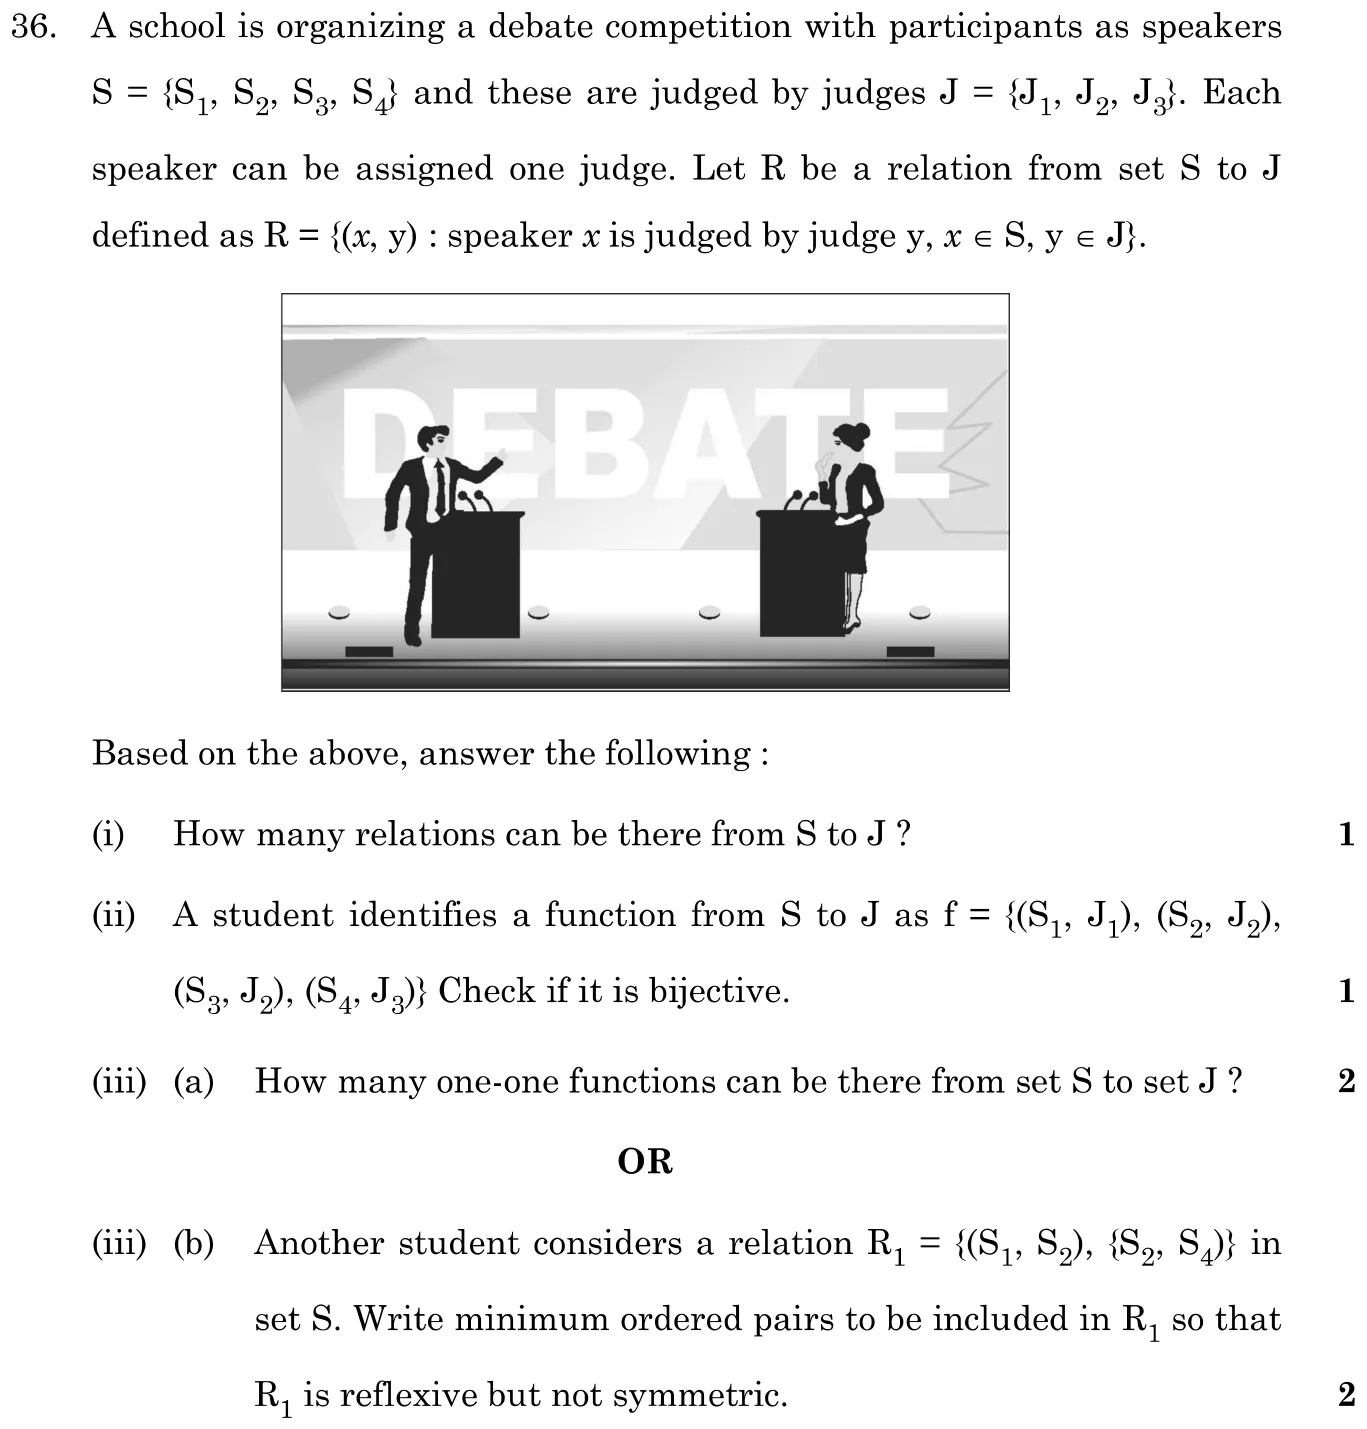 36. A school is organizing a debate competition with participants as speakers
S = {S₁, S₂, S₃, S₄} and these are judged by judges J = {J₁, J₂, J₃}. Each
speaker can be assigned one judge. Let R be a relation from set S to J
defined as R = {(x, y) : speaker x is judged by judge y, x ∈ S, y ∈ J}.
DEBATE
Based on the above, answer the following :
(i) How many relations can be there from S to J ? 1
(ii) A student identifies a function from S to J as f = {(S₁, J₁), (S₂, J₂),
(S₃, J₂), (S₄, J₃)} Check if it is bijective. 1
(iii) (a) How many one-one functions can be there from set S to set J ? 2
OR
(iii) (b) Another student considers a relation R₁ = {(S₁, S₂), {S₂, S₄)} in
set S. Write minimum ordered pairs to be included in R₁ so that
R₁ is reflexive but not symmetric. 2